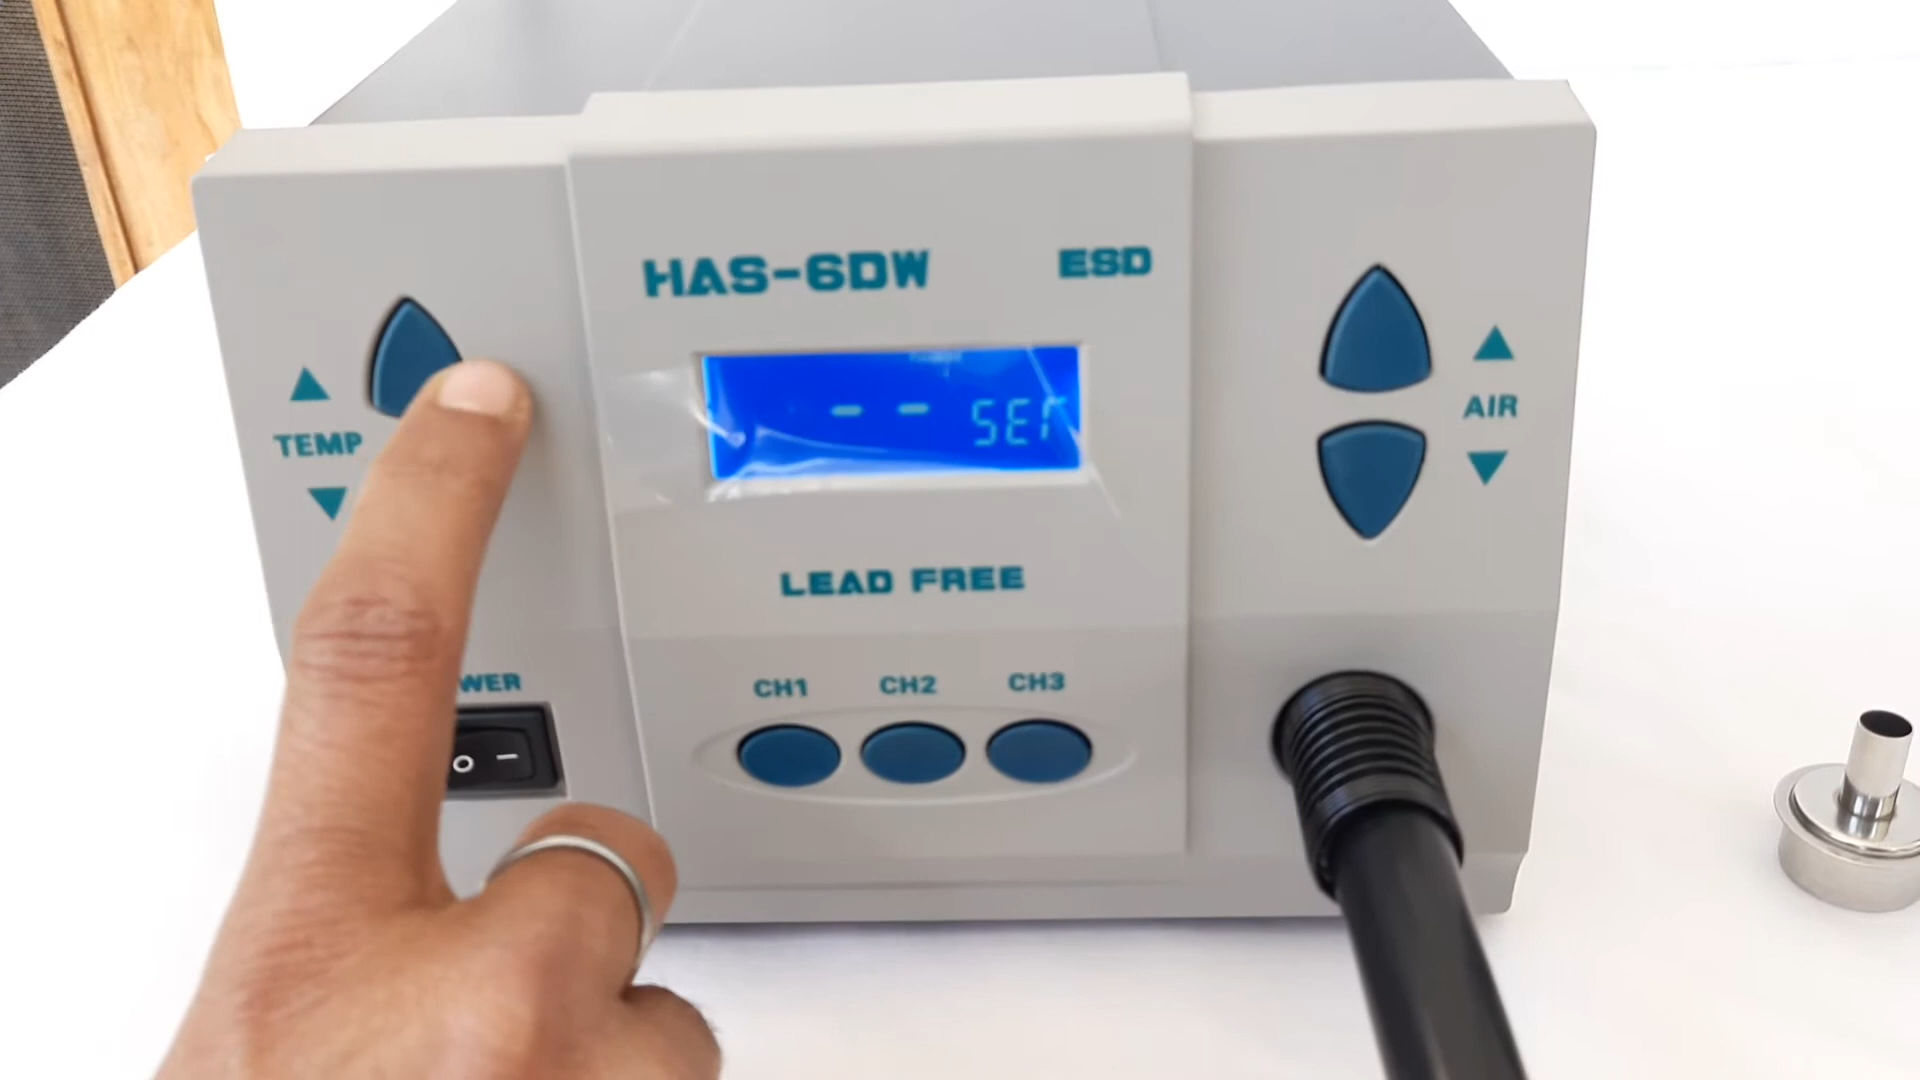 HAS-6DW ESD
- - SET
TEMP
AIR
LEAD FREE
WER
CH1 CH2 CH3
O –